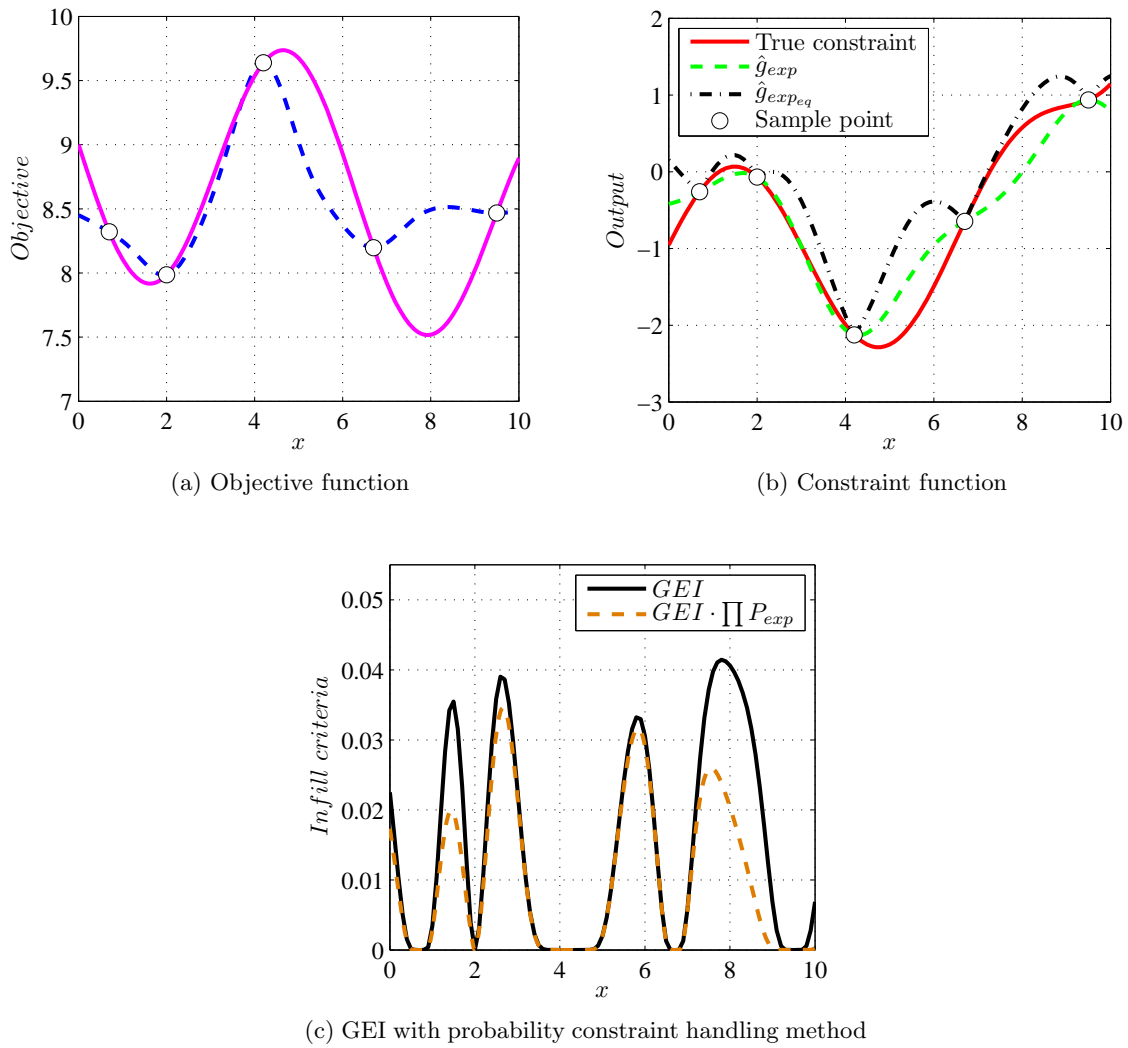 10
9.5
9
8.5
8
7.5
7
0
2
4
6
8
10
Objective
x
(a) Objective function
2
1
0
−1
−2
−3
0
2
4
6
8
10
Output
x
True constraint
ĝ_exp
ĝ_exp_eq
Sample point
(b) Constraint function
0.05
0.04
0.03
0.02
0.01
0
0
2
4
6
8
10
Infill criteria
x
GEI
GEI · ∏ P_exp
(c) GEI with probability constraint handling method